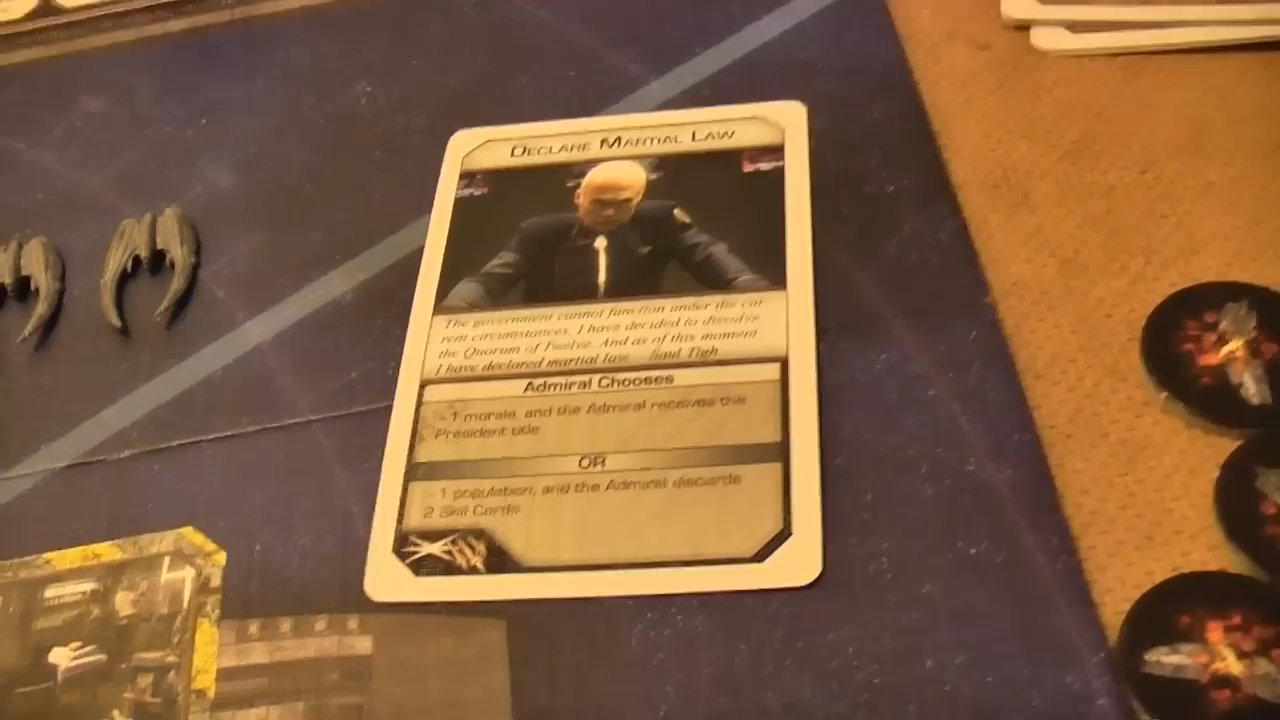 DECLARE MARTIAL LAW
The government cannot function under the cur
rent circumstances. I have decided to dissolve
the Quorum of Twelve. And as of this moment
I have declared martial law. -Saul Tigh
Admiral Chooses
-1 morale, and the Admiral receives the
President title.
OR
-1 population, and the Admiral discards
2 Skill Cards.